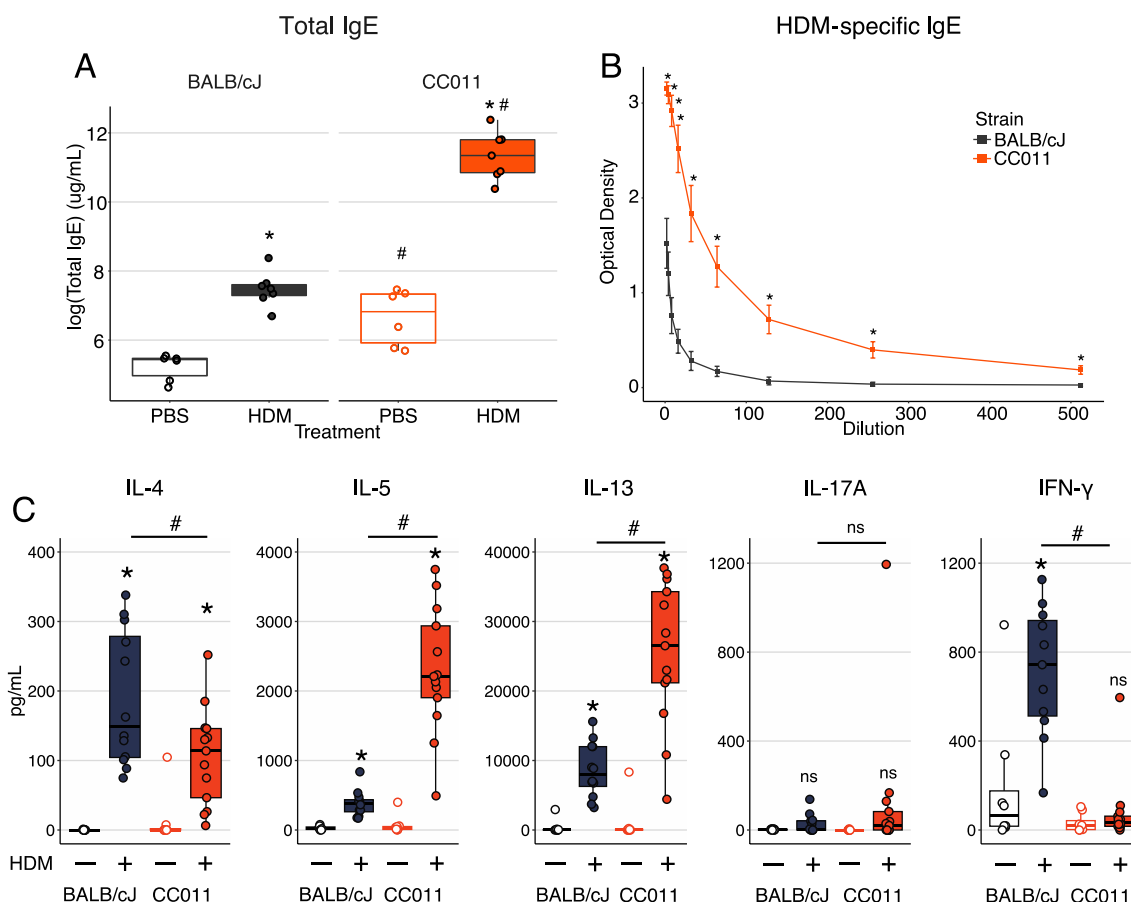 Total IgE
HDM-specific IgE
A
B
BALB/cJ
CC011
* #
*
#
12
10
8
6
log(Total IgE) (ug/mL)
PBS
HDM
PBS
HDM
Treatment
* * * * * * * * *
3
2
1
0
Optical Density
Strain
BALB/cJ
CC011
0 100 200 300 400 500
Dilution
C
IL-4
IL-5
IL-13
IL-17A
IFN-γ
# # # ns #
* * * * * * ns ns * ns
400
300
200
100
0
pg/mL
4000
3000
2000
1000
0
40000
30000
20000
10000
0
1200
800
400
0
1200
800
400
0
HDM — + — + — + — + — + — + — + — + — + — +
BALB/cJ CC011 BALB/cJ CC011 BALB/cJ CC011 BALB/cJ CC011 BALB/cJ CC011